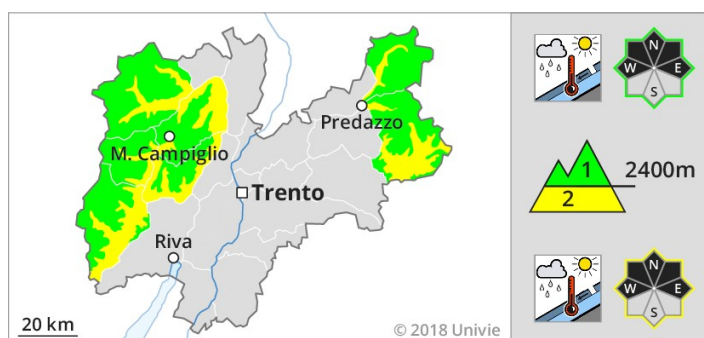 M. Campiglio
Predazzo
Trento
Riva
20 km
© 2018 Univie
N
W E
S
1
2
2400m
N
W E
S